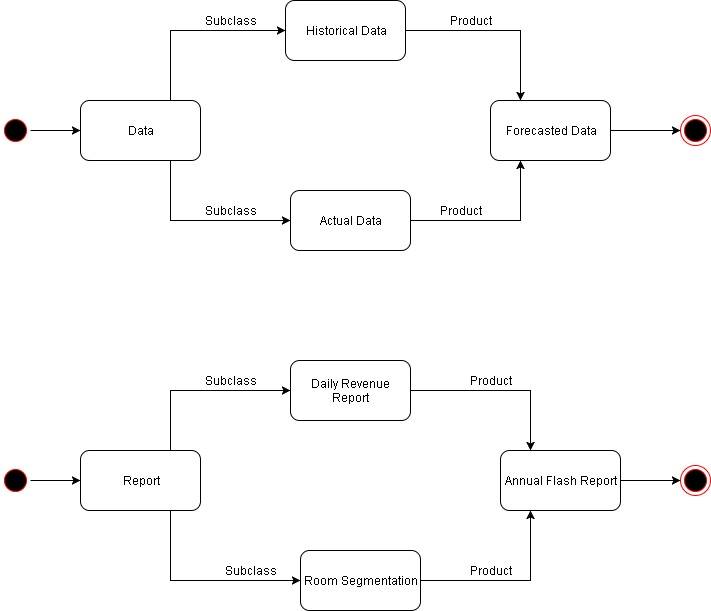 Subclass
Historical Data
Product
Data
Forecasted Data
Subclass
Actual Data
Product
Subclass
Daily Revenue
Report
Product
Report
Annual Flash Report
Subclass
Room Segmentation
Product